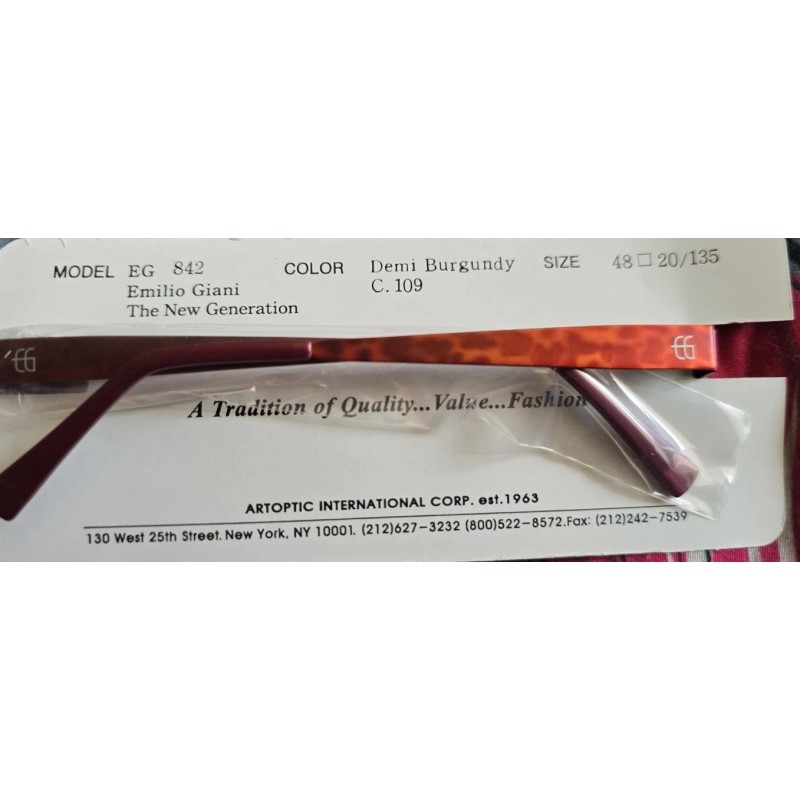 MODEL EG 842 COLOR Demi Burgundy SIZE 48□20/135
Emilio Giani C. 109
The New Generation
EG EG
A Tradition of Quality...Value...Fashion
ARTOPTIC INTERNATIONAL CORP. est.1963
130 West 25th Street. New York, NY 10001. (212)627-3232 (800)522-8572.Fax: (212)242-7539